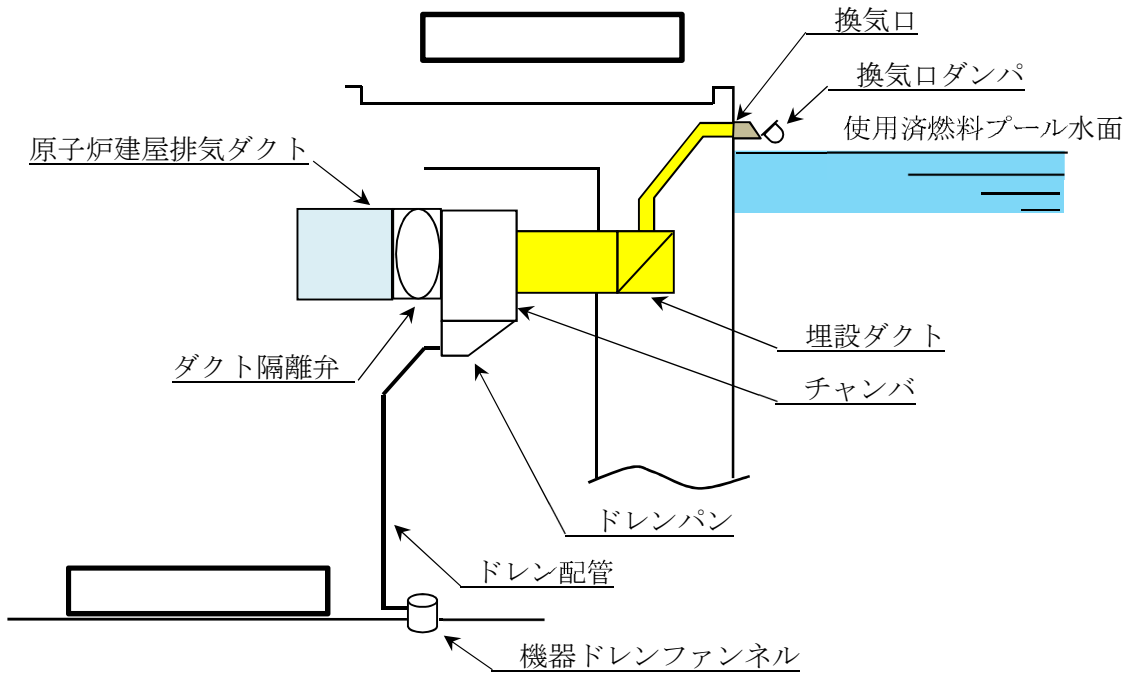 換気口
換気口ダンパ
使用済燃料プール水面
原子炉建屋排気ダクト
埋設ダクト
ダクト隔離弁
チャンバ
ドレンパン
ドレン配管
機器ドレンファンネル